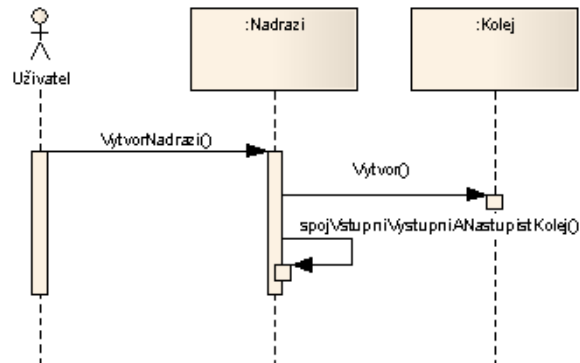 :Nadrazi
:Kolej
Uživatel
VytvorNadrazi()
Vytvor()
spojVstupniVystupniANastupistKolej()